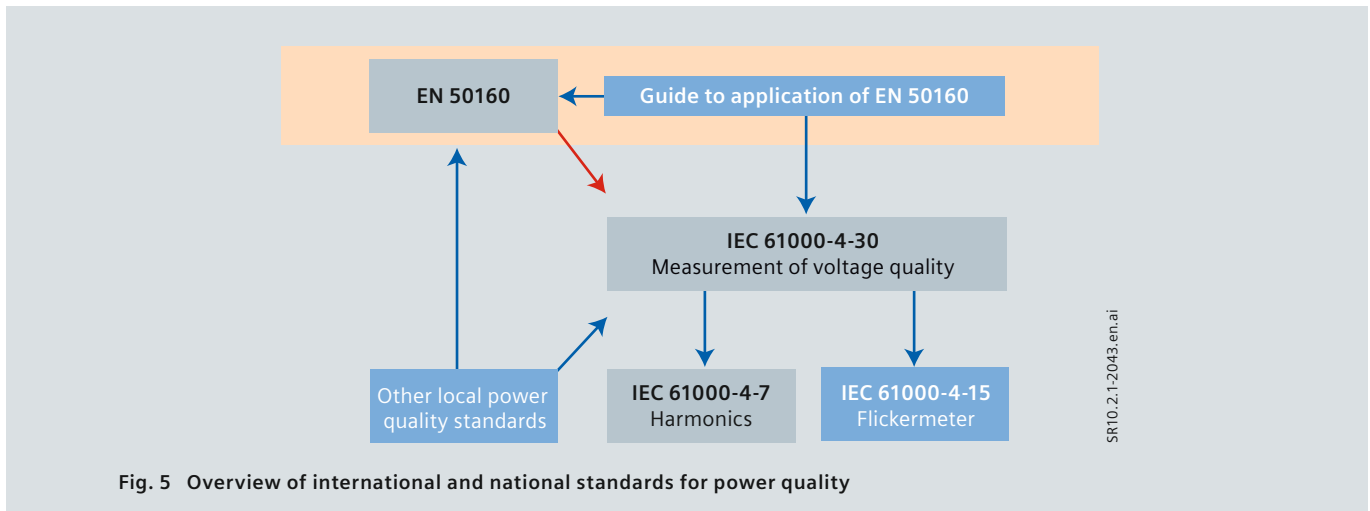 EN 50160
Guide to application of EN 50160
IEC 61000-4-30
Measurement of voltage quality
Other local power
quality standards
IEC 61000-4-7
Harmonics
IEC 61000-4-15
Flickermeter
SR10.2.1-2043.en.ai
Fig. 5 Overview of international and national standards for power quality